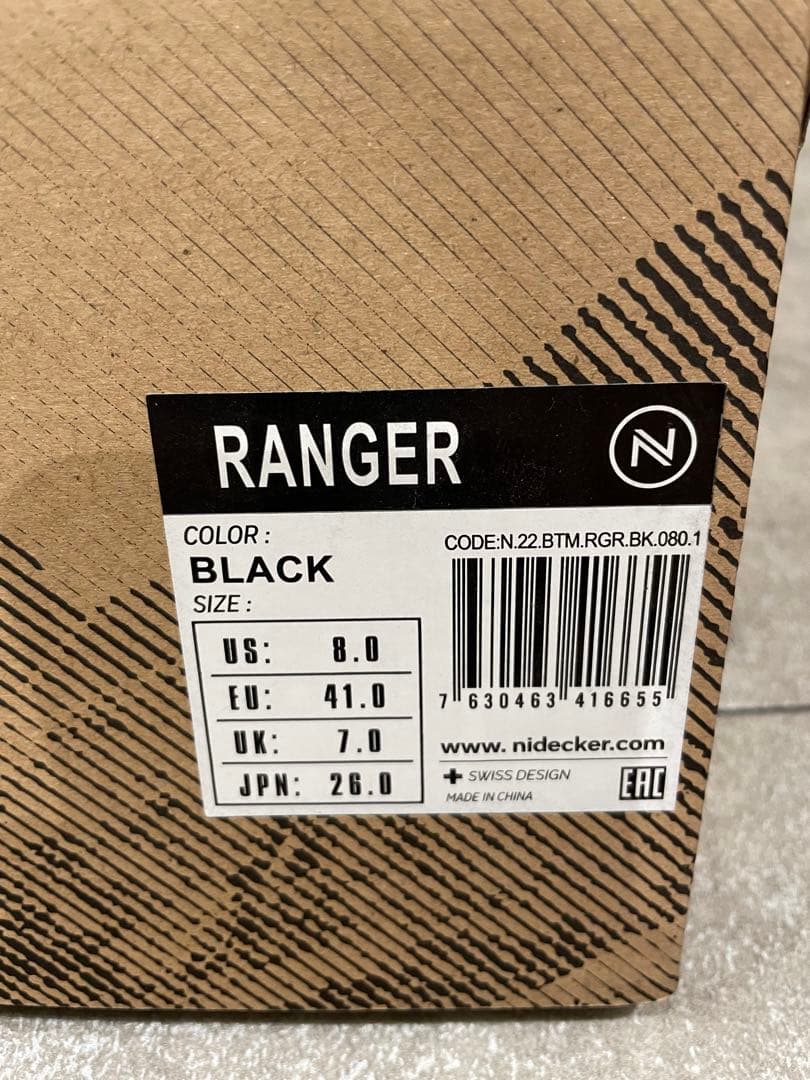 RANGER
N
COLOR :
BLACK
SIZE :
US: 8.0
EU: 41.0
UK: 7.0
JPN: 26.0
CODE:N.22.BTM.RGR.BK.080.1
7 630463 416655
www. nidecker.com
SWISS DESIGN
MADE IN CHINA
EAC